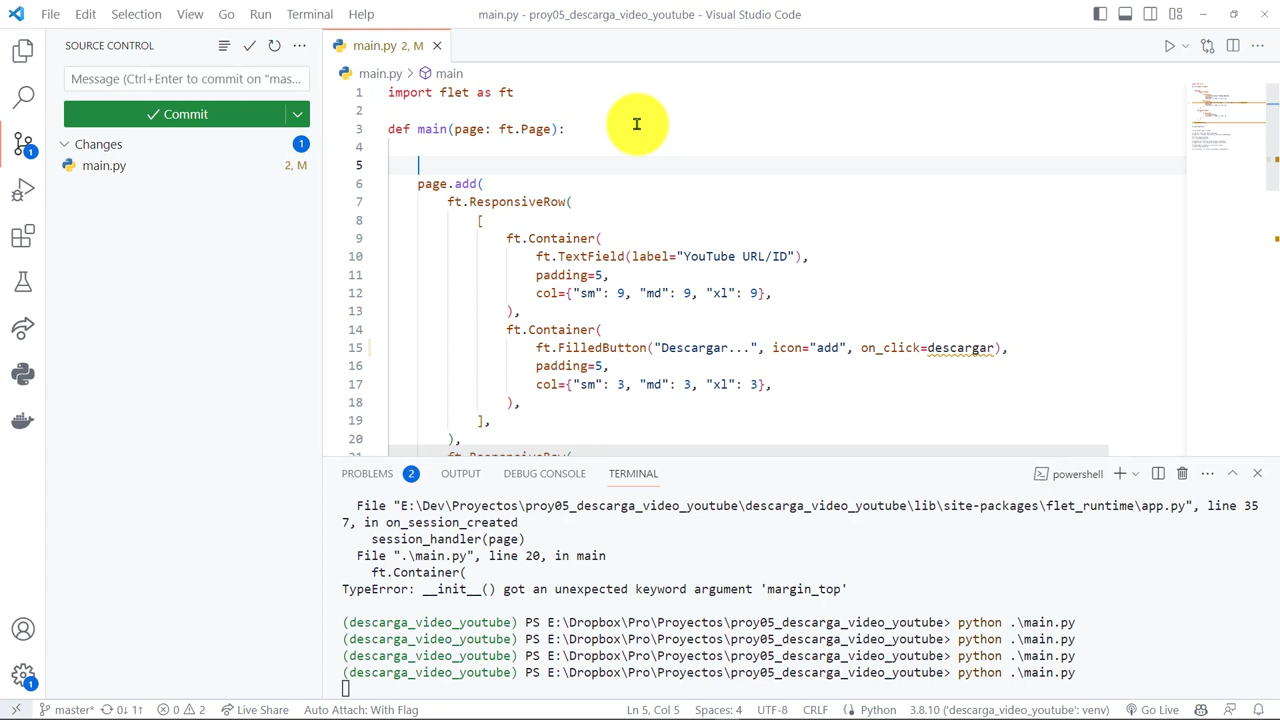 File Edit Selection View Go Run Terminal Help
main.py - proy05_descarga_video_youtube - Visual Studio Code
SOURCE CONTROL
main.py 2, M
Message (Ctrl+Enter to commit on "mas...
main.py > main
Commit
Changes 1
main.py 2, M
1 import flet as ft
2
3 def main(page: ft.Page):
4
5
6 page.add(
7 ft.ResponsiveRow(
8 [
9 ft.Container(
10 ft.TextField(label="YouTube URL/ID"),
11 padding=5,
12 col={"sm": 9, "md": 9, "xl": 9},
13 ),
14 ft.Container(
15 ft.FilledButton("Descargar...", icon="add", on_click=descargar),
16 padding=5,
17 col={"sm": 3, "md": 3, "xl": 3},
18 ),
19 ],
20 ),
PROBLEMS 2 OUTPUT DEBUG CONSOLE TERMINAL
powershell
File "E:\Dev\Proyectos\proy05_descarga_video_youtube\descarga_video_youtube\lib\site-packages\flet_runtime\app.py", line 35
7, in on_session_created
session_handler(page)
File ".\main.py", line 20, in main
ft.Container(
TypeError: __init__() got an unexpected keyword argument 'margin_top'
(descarga_video_youtube) PS E:\Dropbox\Pro\Proyectos\proy05_descarga_video_youtube> python .\main.py
(descarga_video_youtube) PS E:\Dropbox\Pro\Proyectos\proy05_descarga_video_youtube> python .\main.py
(descarga_video_youtube) PS E:\Dropbox\Pro\Proyectos\proy05_descarga_video_youtube> python .\main.py
(descarga_video_youtube) PS E:\Dropbox\Pro\Proyectos\proy05_descarga_video_youtube> python .\main.py
master* 0↓ 1↑ 0 2 Live Share Auto Attach: With Flag Ln 5, Col 5 Spaces: 4 UTF-8 CRLF Python 3.8.10 ('descarga_video_youtube': venv) Go Live